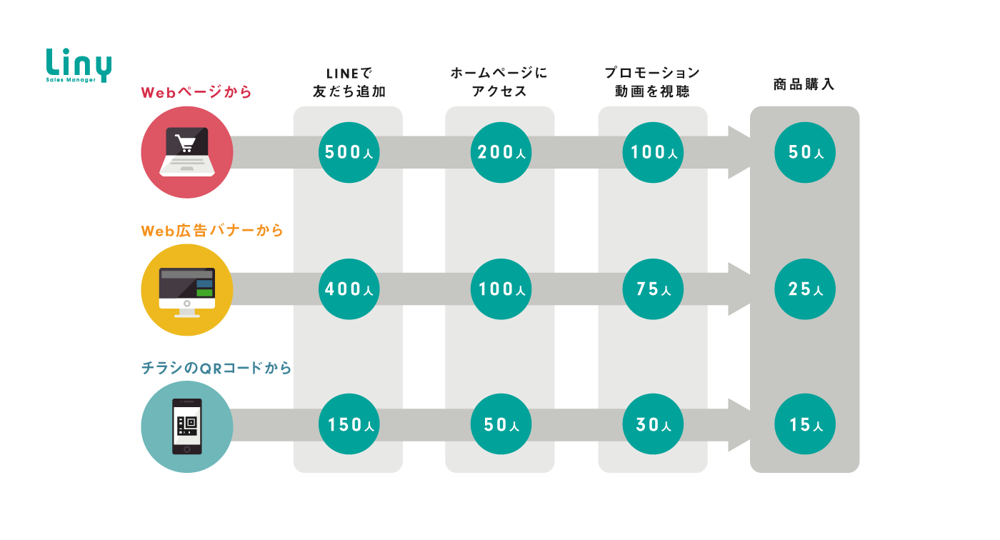 Liny
Sales Manager
LINEで
友だち追加
ホームページに
アクセス
プロモーション
動画を視聴
商品購入
Webページから
500人
200人
100人
50人
Web広告バナーから
400人
100人
75人
25人
チラシのQRコードから
150人
50人
30人
15人